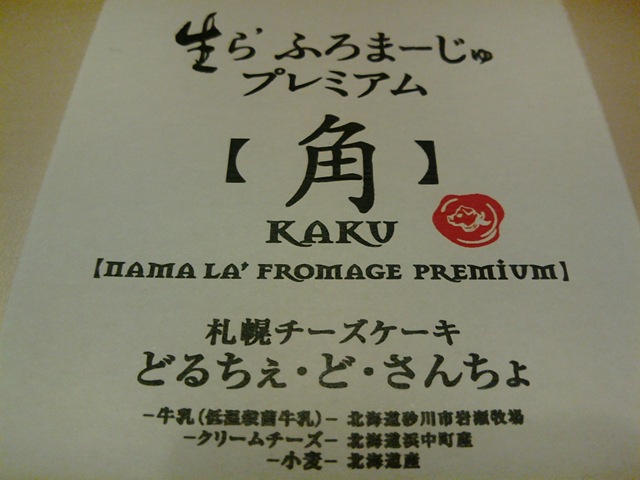 生ら ふろまーじゅ
プレミアム
【角】
KAKU
【NAMA LA' FROMAGE PREMIUM】
札幌チーズケーキ
どるちぇ・ど・さんちょ
－牛乳（低温殺菌牛乳）－ 北海道砂川市岩瀬牧場
－クリームチーズ－ 北海道浜中町産
－小麦－ 北海道産